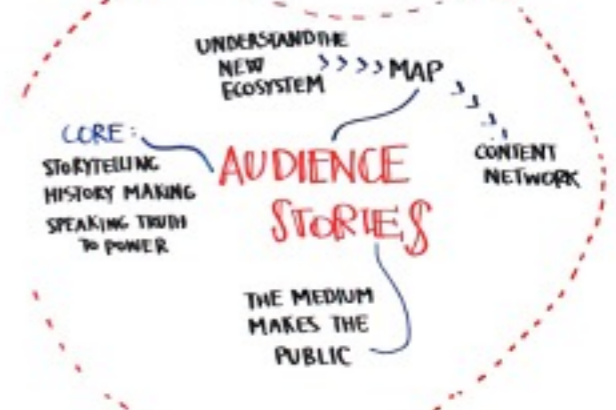 UNDERSTAND THE
NEW
ECOSYSTEM
MAP
CONTENT
NETWORK
CORE:
STORYTELLING
HISTORY MAKING
SPEAKING TRUTH
TO POWER
AUDIENCE
STORIES
THE MEDIUM
MAKES THE
PUBLIC